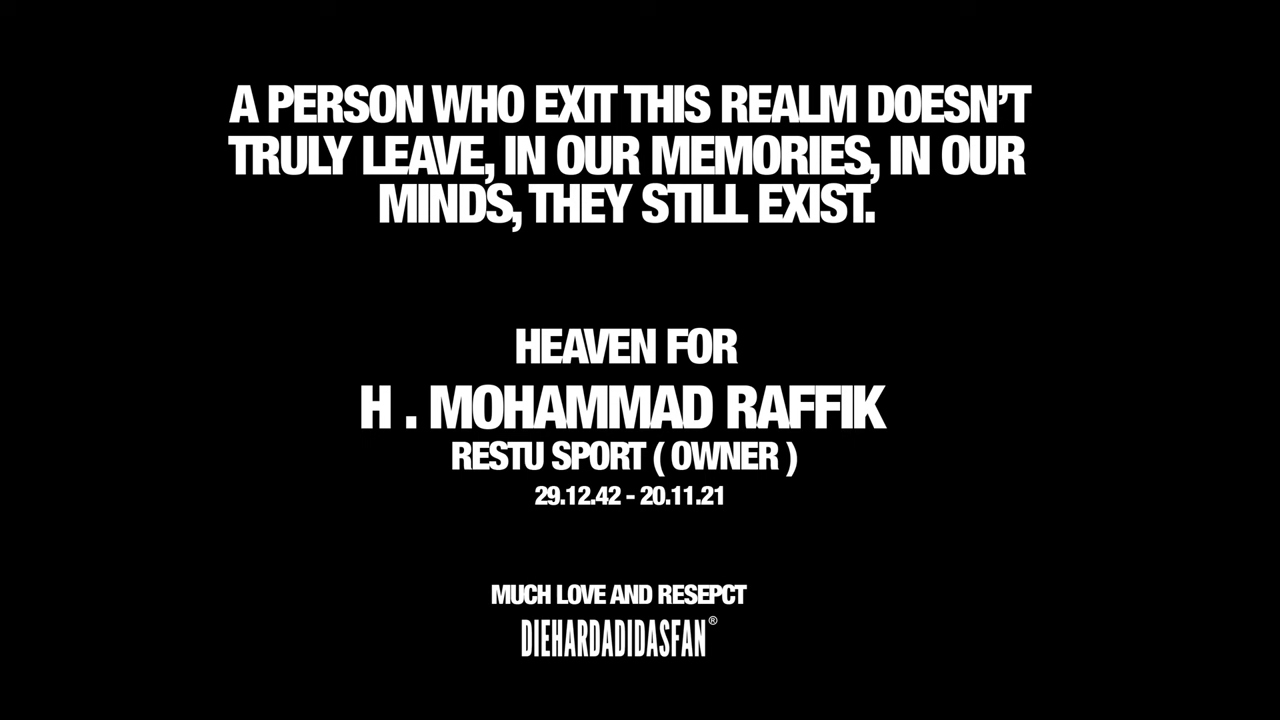 A PERSON WHO EXIT THIS REALM DOESN’T
TRULY LEAVE, IN OUR MEMORIES, IN OUR
MINDS, THEY STILL EXIST.
HEAVEN FOR
H . MOHAMMAD RAFFIK
RESTU SPORT ( OWNER )
29.12.42 - 20.11.21
MUCH LOVE AND RESEPCT
DIEHARDADIDASFAN®